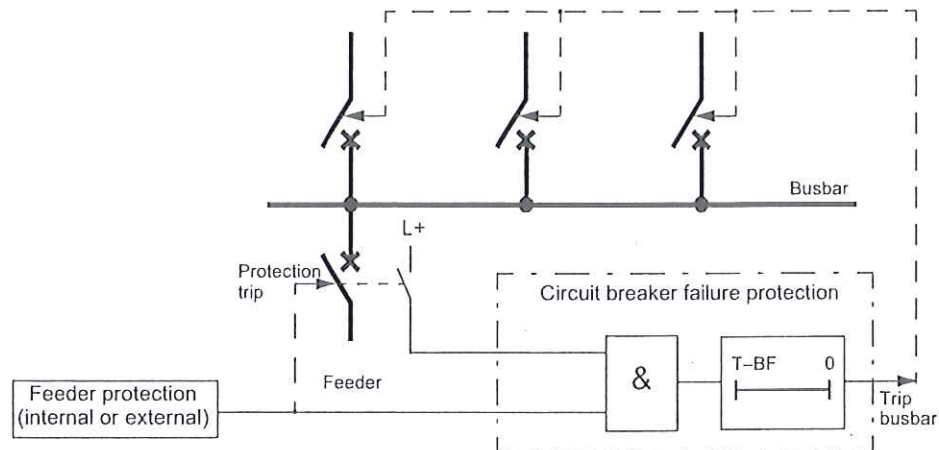 Busbar
L+
Protection
trip
Circuit breaker failure protection
&
T–BF 0
Feeder
Feeder protection
(internal or external)
Trip
busbar